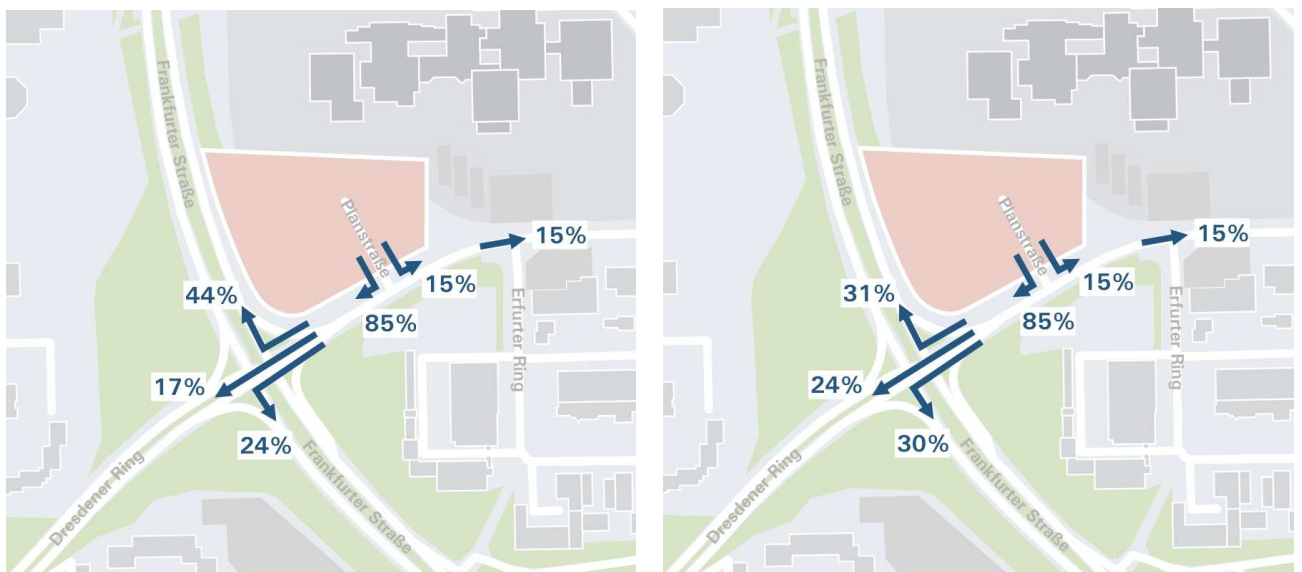 Frankfurter Straße
Planstraße
15%
15%
44%
85%
Erfurter Ring
17%
24%
Dresdener Ring
Frankfurter Straße
Frankfurter Straße
Planstraße
15%
15%
31%
85%
Erfurter Ring
24%
30%
Dresdener Ring
Frankfurter Straße